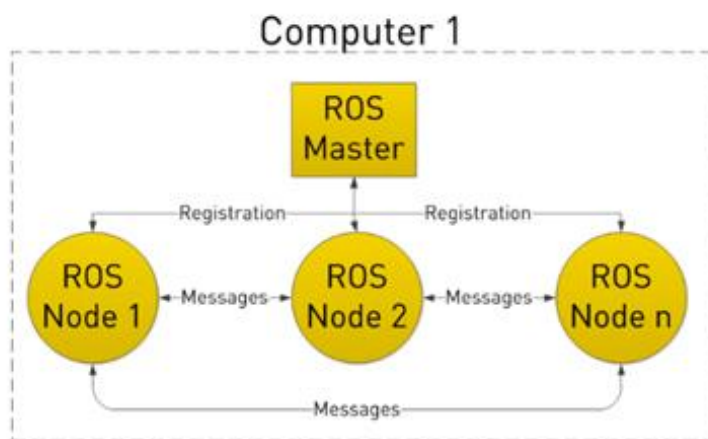 Computer 1
ROS
Master
Registration
Registration
ROS
Node 1
Messages
ROS
Node 2
Messages
ROS
Node n
Messages